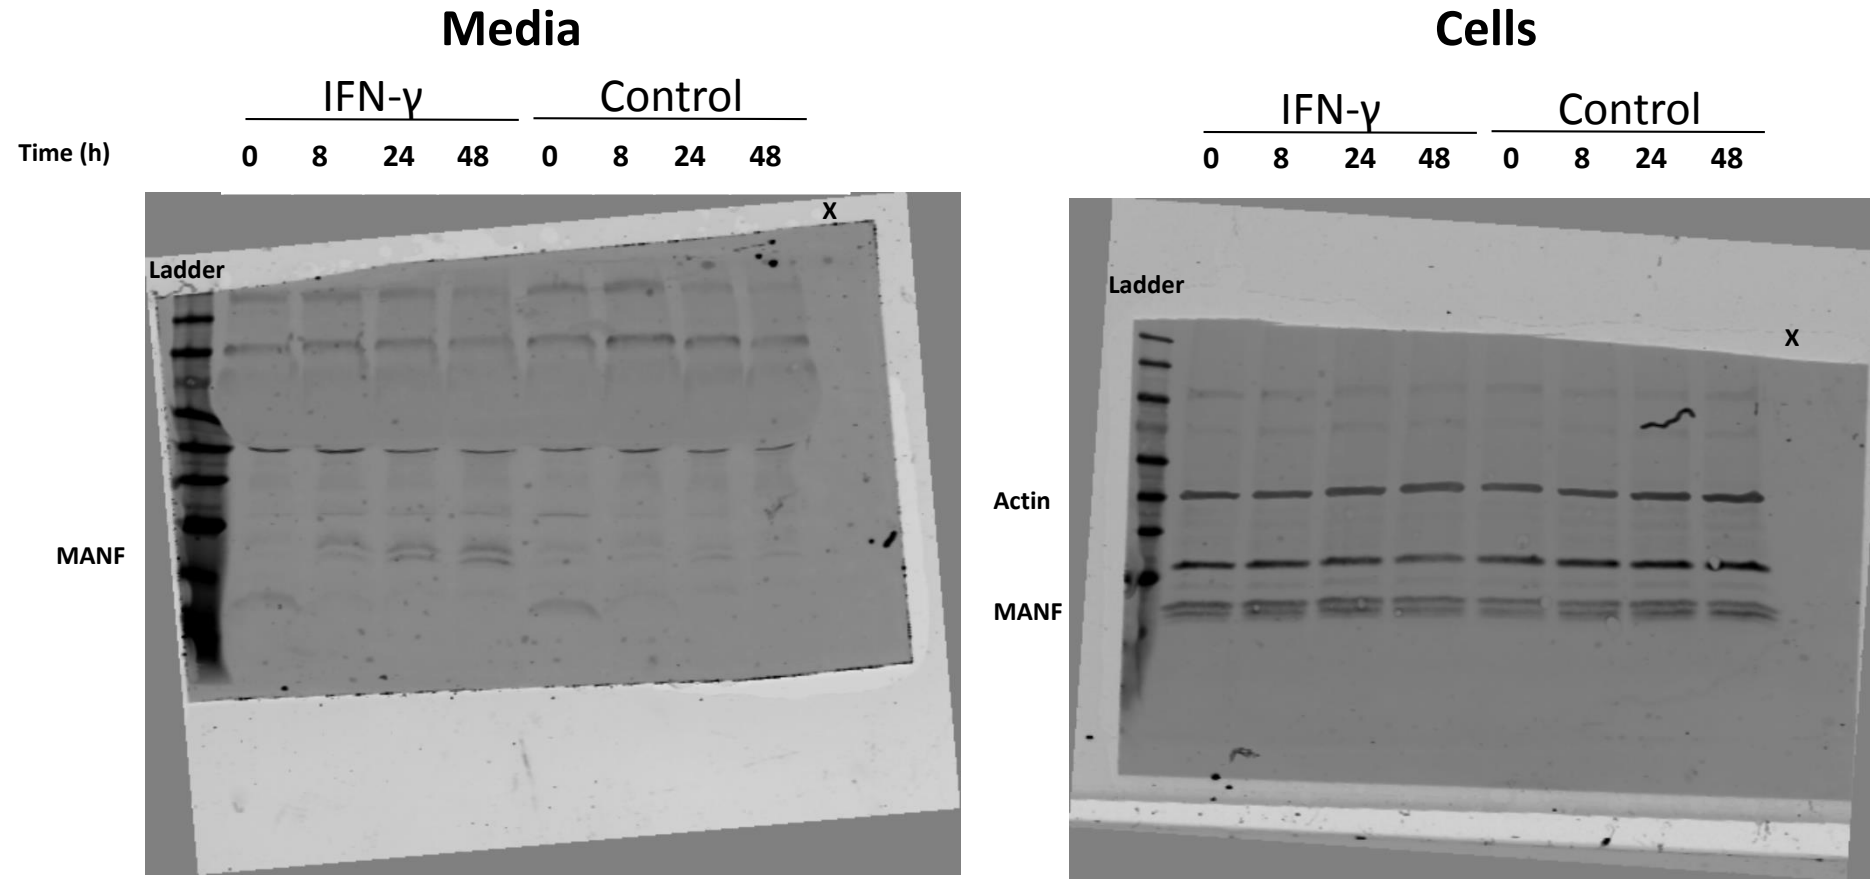 Media
IFN-γ Control
Time (h) 0 8 24 48 0 8 24 48
X
Ladder
MANF
Cells
IFN-γ Control
0 8 24 48 0 8 24 48
Ladder
X
Actin
MANF